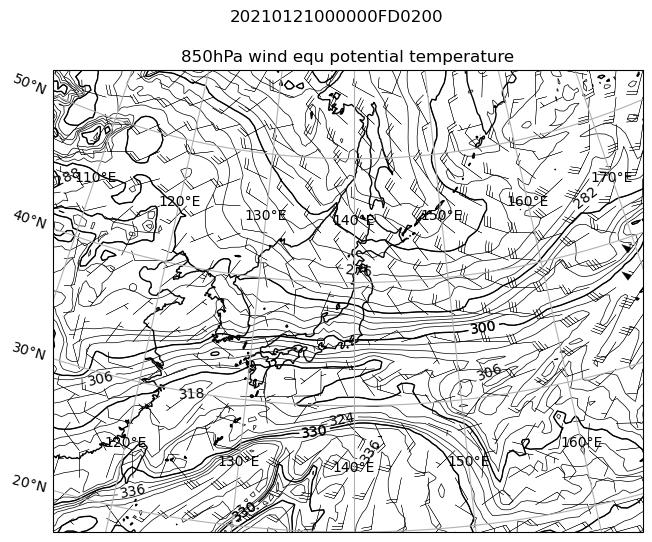 20210121000000FD0200
850hPa wind equ potential temperature
50°N
110°E
170°E
120°E
160°E
282
130°E
150°E
140°E
40°N
276
300
30°N
306
306
318
324
330
120°E
160°E
336
130°E
150°E
140°E
20°N
336
330